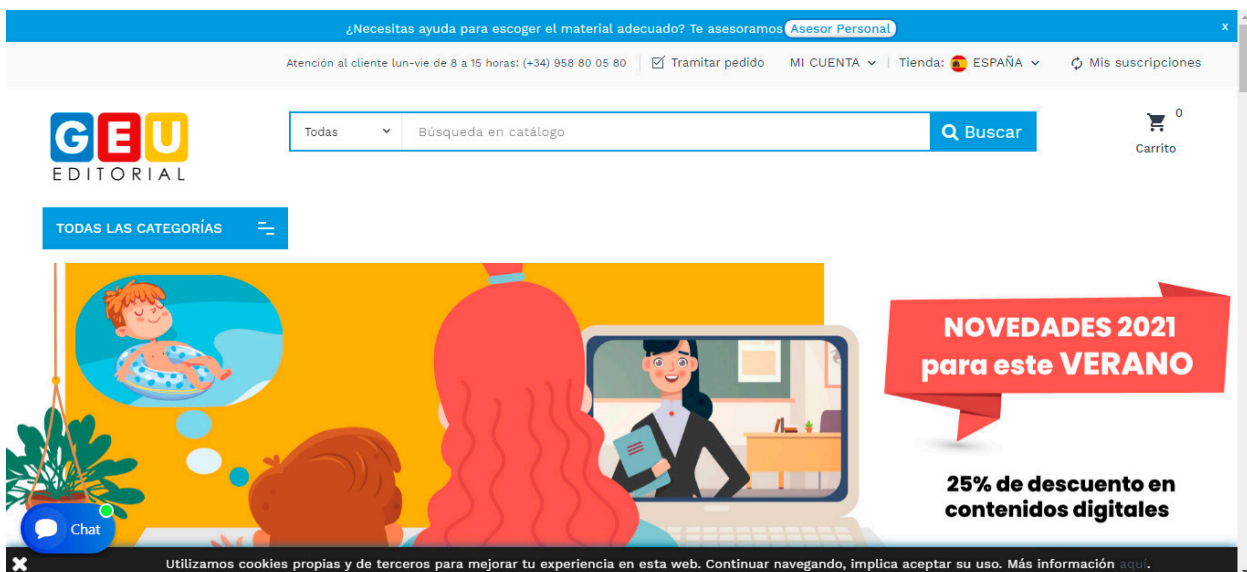 ¿Necesitas ayuda para escoger el material adecuado? Te asesoramos Asesor Personal x
Atención al cliente lun-vie de 8 a 15 horas: (+34) 958 80 05 80 Tramitar pedido MI CUENTA Tienda: ESPAÑA Mis suscripciones
GEU
EDITORIAL
Todas Búsqueda en catálogo Buscar
0
Carrito
TODAS LAS CATEGORÍAS
NOVEDADES 2021
para este VERANO
25% de descuento en
contenidos digitales
Chat
Utilizamos cookies propias y de terceros para mejorar tu experiencia en esta web. Continuar navegando, implica aceptar su uso. Más información aquí.